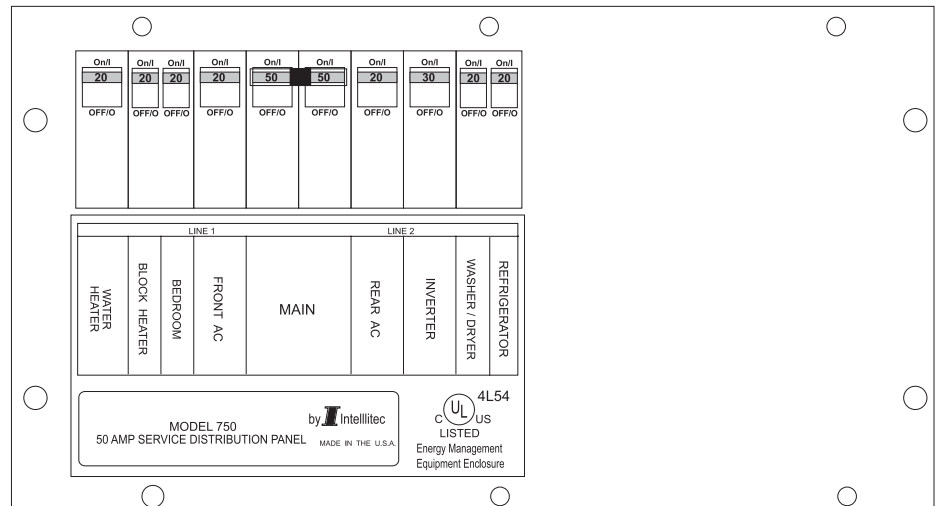 On/I On/I On/I On/I On/I On/I On/I On/I On/I On/I
20 20 20 20 50 50 20 30 20 20
OFF/O OFF/O OFF/O OFF/O OFF/O OFF/O OFF/O OFF/O OFF/O OFF/O
LINE 1 LINE 2
WATER
HEATER
BLOCK HEATER
BEDROOM
FRONT AC
MAIN
REAR AC
INVERTER
WASHER / DRYER
REFRIGERATOR
MODEL 750
50 AMP SERVICE DISTRIBUTION PANEL
by Intelllitec
MADE IN THE U.S.A.
4L54
C UL US
LISTED
Energy Management
Equipment Enclosure